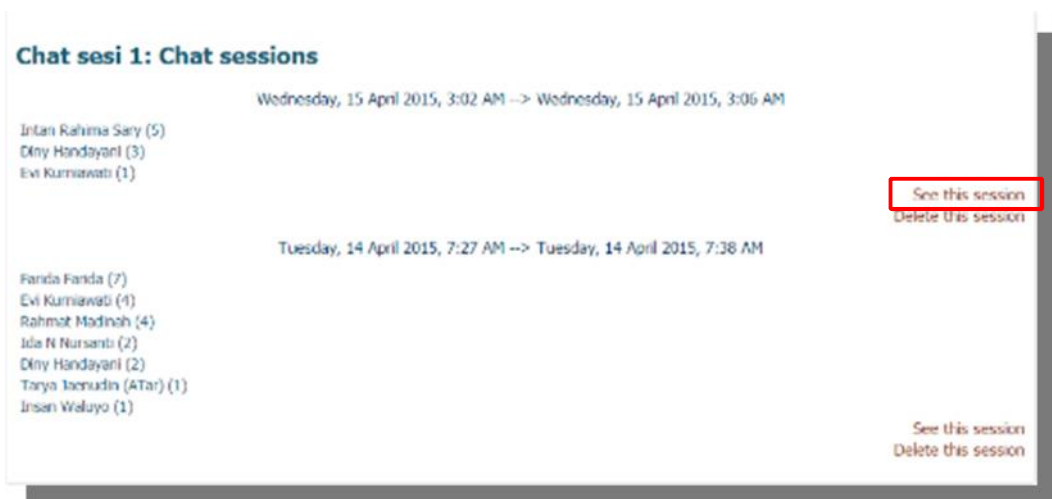 Chat sesi 1: Chat sessions
Wednesday, 15 April 2015, 3:02 AM --> Wednesday, 15 April 2015, 3:06 AM
Intan Rahima Sary (5)
Diny Handayani (3)
Evi Kurniawati (1)
See this session
Delete this session
Tuesday, 14 April 2015, 7:27 AM --> Tuesday, 14 April 2015, 7:38 AM
Farida Farida (7)
Evi Kurniawati (4)
Rahmat Madinah (4)
Ida N Nursanti (2)
Diny Handayani (2)
Tarya Jaenudin (ATar) (1)
Insan Waluyo (1)
See this session
Delete this session